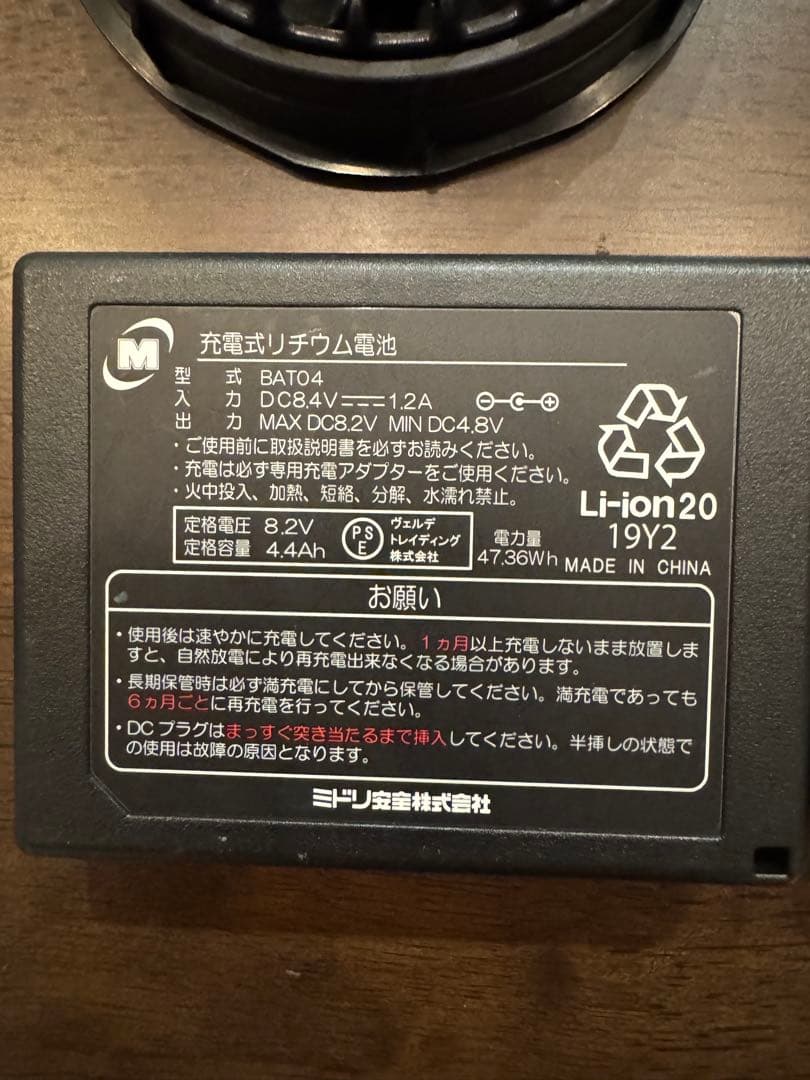 M
充電式リチウム電池
型 式 BAT04
入 力 DC8.4V 1.2A
出 力 MAX DC8.2V MIN DC4.8V
・ご使用前に取扱説明書を必ずお読みください。
・充電は必ず専用充電アダプターをご使用ください。
・火中投入、加熱、短絡、分解、水濡れ禁止。
Li-ion20
定格電圧 8.2V
定格容量 4.4Ah
PSE
ヴェルデ
トレイディング
株式会社
電力量
47.36Wh
19Y2
MADE IN CHINA
お願い
・使用後は速やかに充電してください。1ヵ月以上充電しないまま放置しま
すと、自然放電により再充電出来なくなる場合があります。
・長期保管時は必ず満充電にしてから保管してください。満充電であっても
6ヵ月ごとに再充電を行ってください。
・DCプラグはまっすぐ突き当たるまで挿入してください。半挿しの状態で
の使用は故障の原因となります。
ミドリ安全株式会社